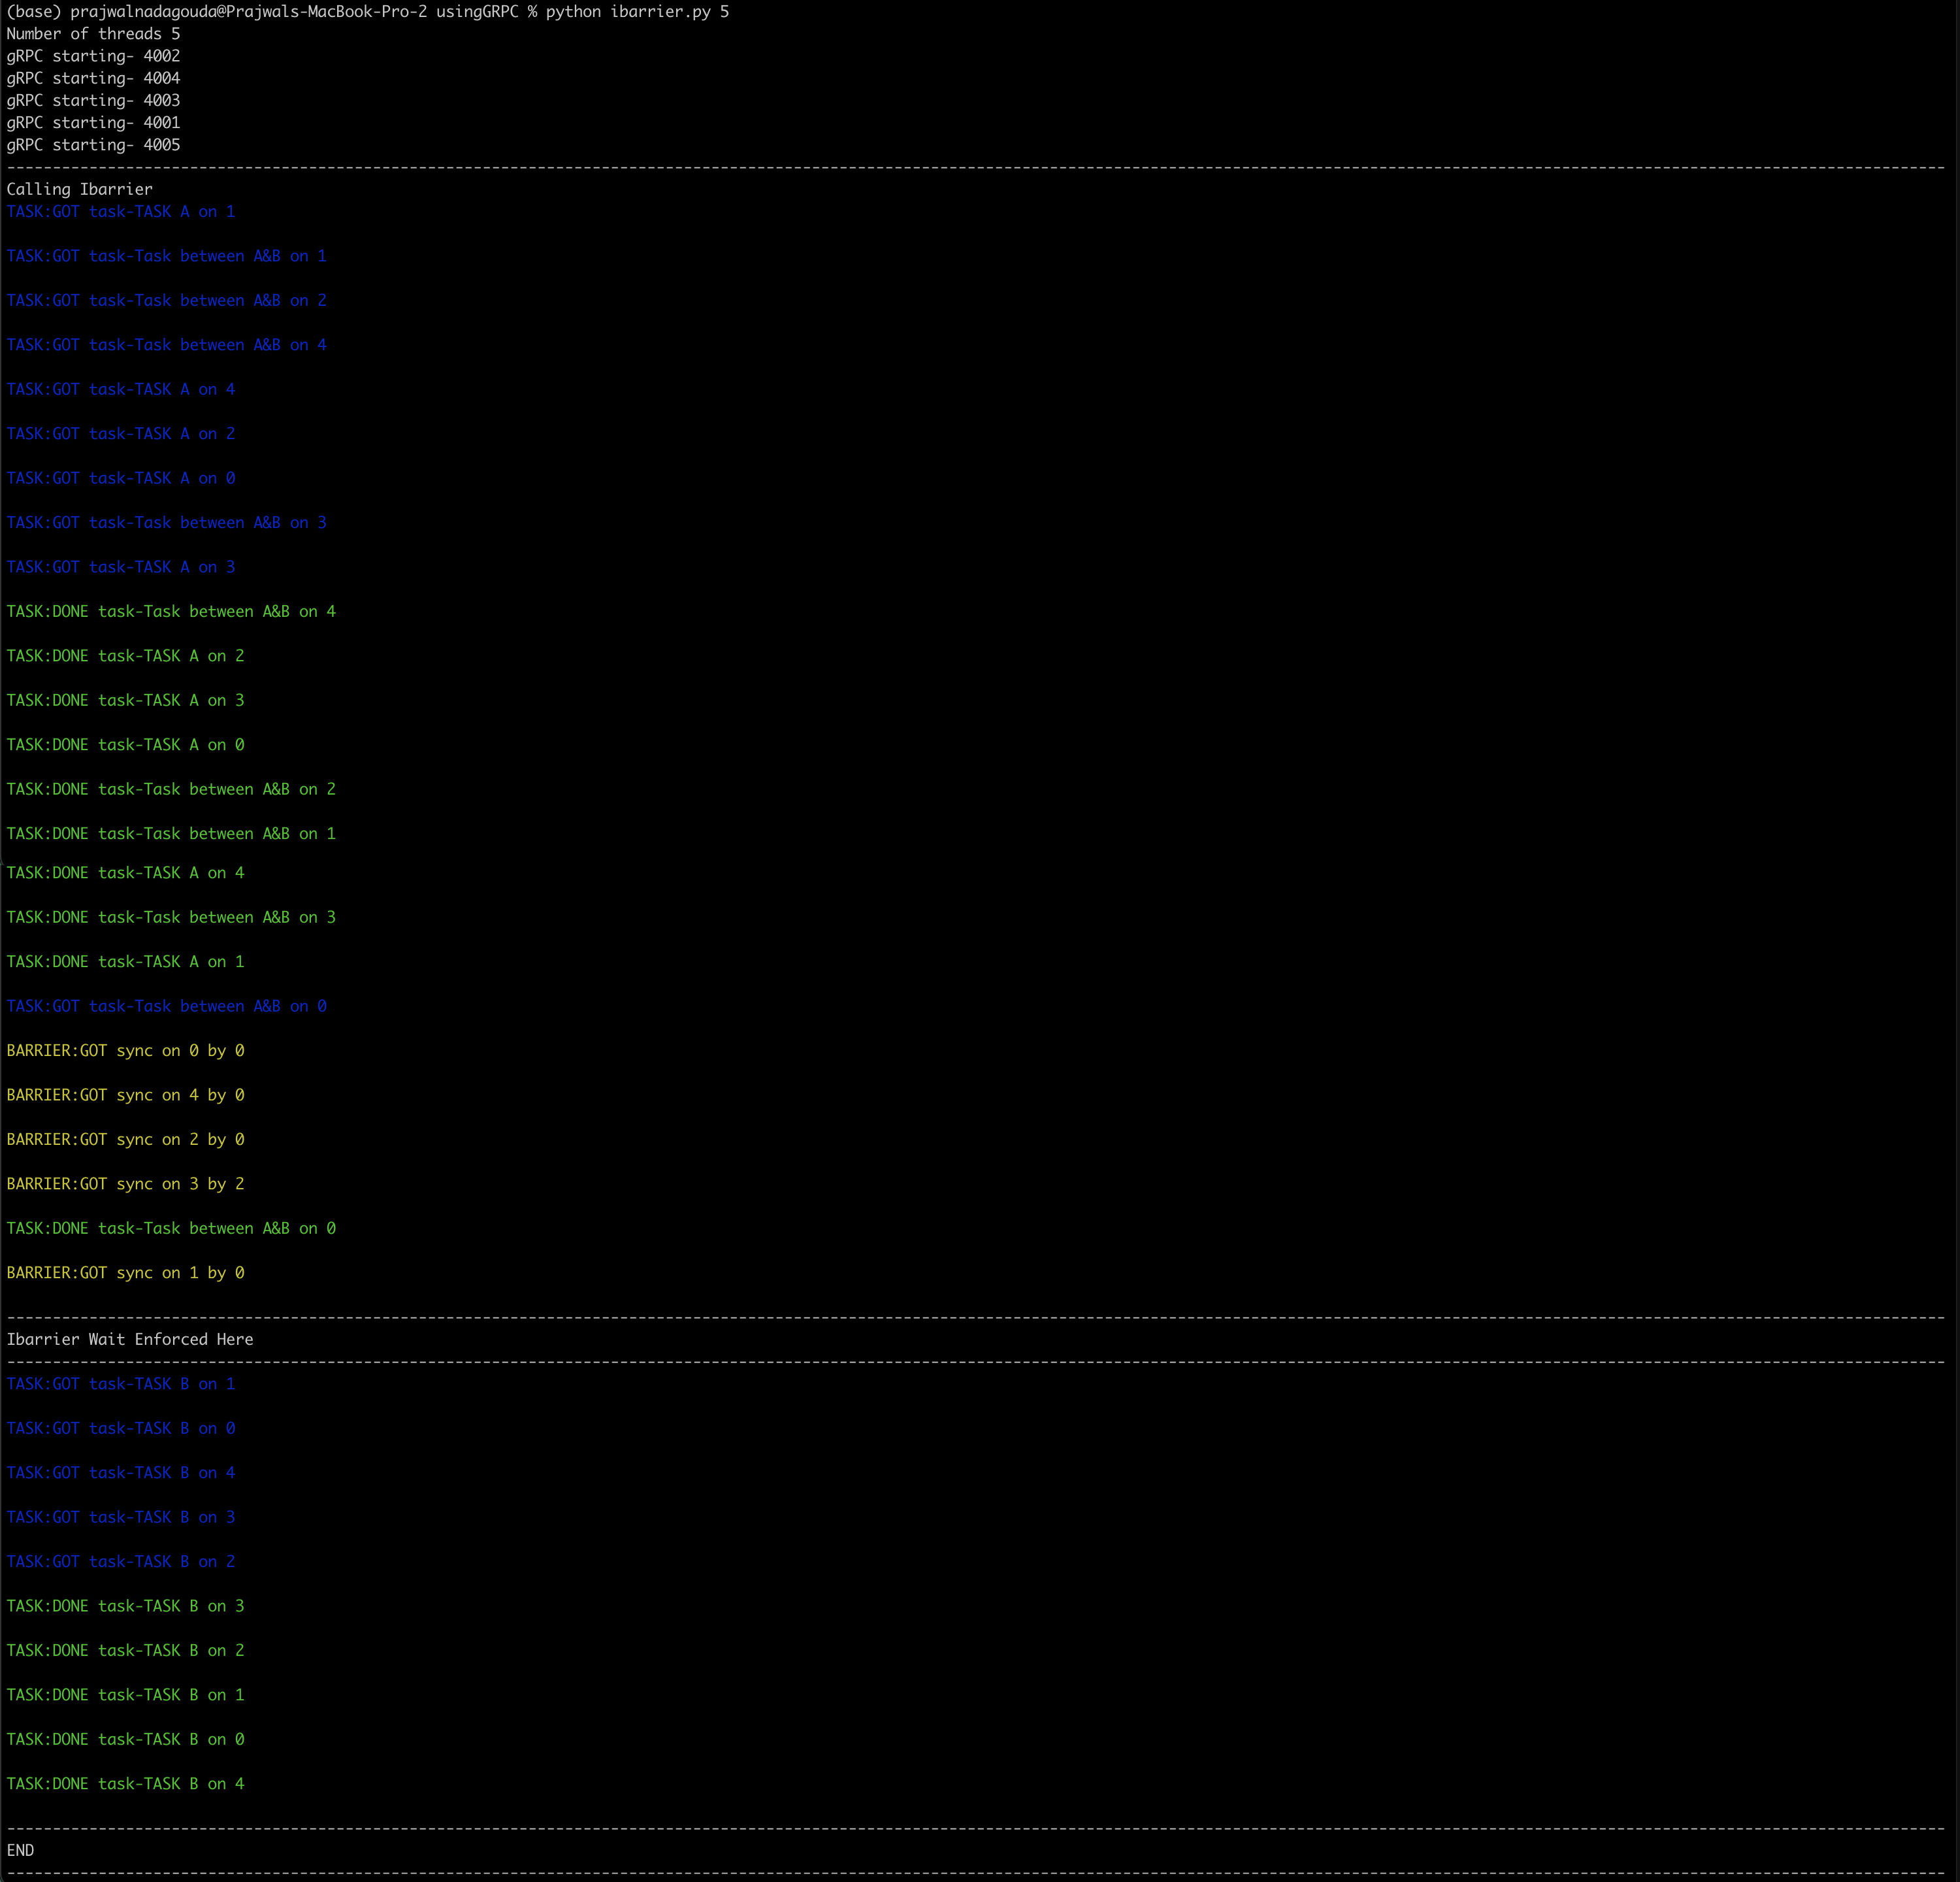 (base) prajwalnadagouda@Prajwals-MacBook-Pro-2 usingGRPC % python ibarrier.py 5
Number of threads 5
gRPC starting- 4002
gRPC starting- 4004
gRPC starting- 4003
gRPC starting- 4001
gRPC starting- 4005
--------------------------------------------------------------------------------------------------------------------------------------------------------------------------------------------------------------------
Calling Ibarrier
TASK:GOT task-TASK A on 1
TASK:GOT task-Task between A&B on 1
TASK:GOT task-Task between A&B on 2
TASK:GOT task-Task between A&B on 4
TASK:GOT task-TASK A on 4
TASK:GOT task-TASK A on 2
TASK:GOT task-TASK A on 0
TASK:GOT task-Task between A&B on 3
TASK:GOT task-TASK A on 3
TASK:DONE task-Task between A&B on 4
TASK:DONE task-TASK A on 2
TASK:DONE task-TASK A on 3
TASK:DONE task-TASK A on 0
TASK:DONE task-Task between A&B on 2
TASK:DONE task-Task between A&B on 1
TASK:DONE task-TASK A on 4
TASK:DONE task-Task between A&B on 3
TASK:DONE task-TASK A on 1
TASK:GOT task-Task between A&B on 0
BARRIER:GOT sync on 0 by 0
BARRIER:GOT sync on 4 by 0
BARRIER:GOT sync on 2 by 0
BARRIER:GOT sync on 3 by 2
TASK:DONE task-Task between A&B on 0
BARRIER:GOT sync on 1 by 0
--------------------------------------------------------------------------------------------------------------------------------------------------------------------------------------------------------------------
Ibarrier Wait Enforced Here
--------------------------------------------------------------------------------------------------------------------------------------------------------------------------------------------------------------------
TASK:GOT task-TASK B on 1
TASK:GOT task-TASK B on 0
TASK:GOT task-TASK B on 4
TASK:GOT task-TASK B on 3
TASK:GOT task-TASK B on 2
TASK:DONE task-TASK B on 3
TASK:DONE task-TASK B on 2
TASK:DONE task-TASK B on 1
TASK:DONE task-TASK B on 0
TASK:DONE task-TASK B on 4
--------------------------------------------------------------------------------------------------------------------------------------------------------------------------------------------------------------------
END
--------------------------------------------------------------------------------------------------------------------------------------------------------------------------------------------------------------------